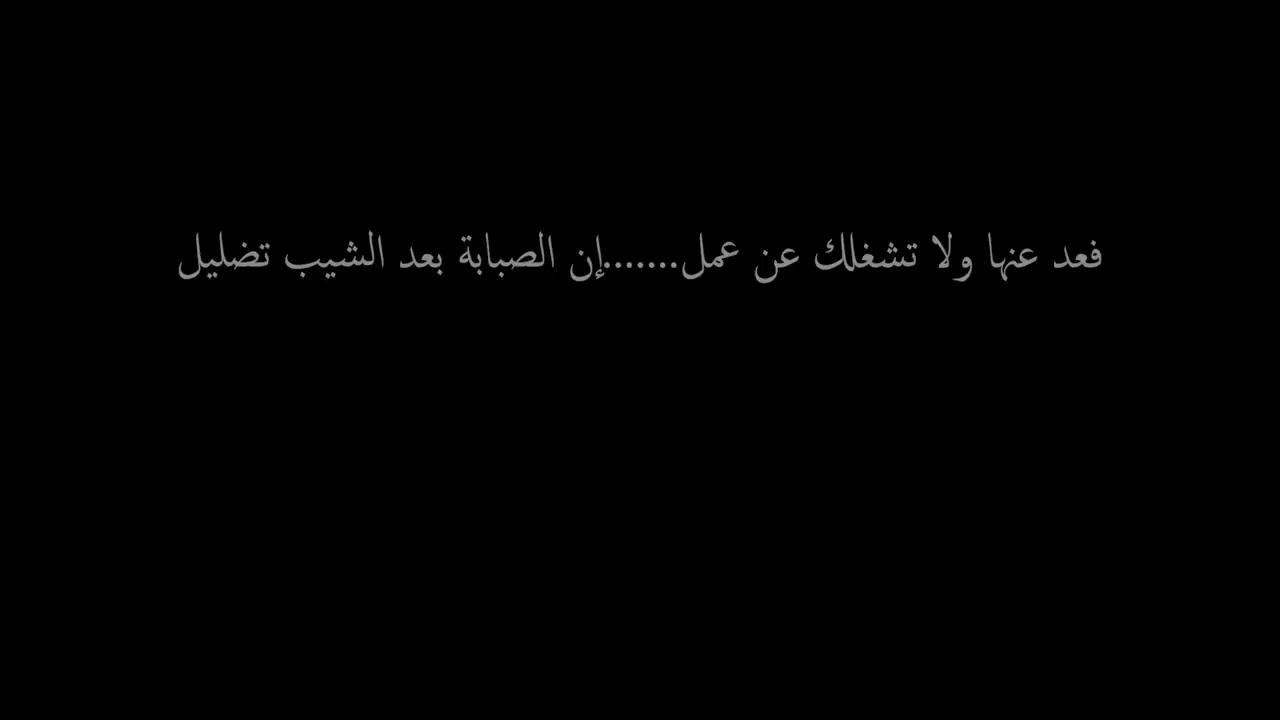 فعد عنها ولا تشغلك عن عمل.......إن الصبابة بعد الشيب تضليل